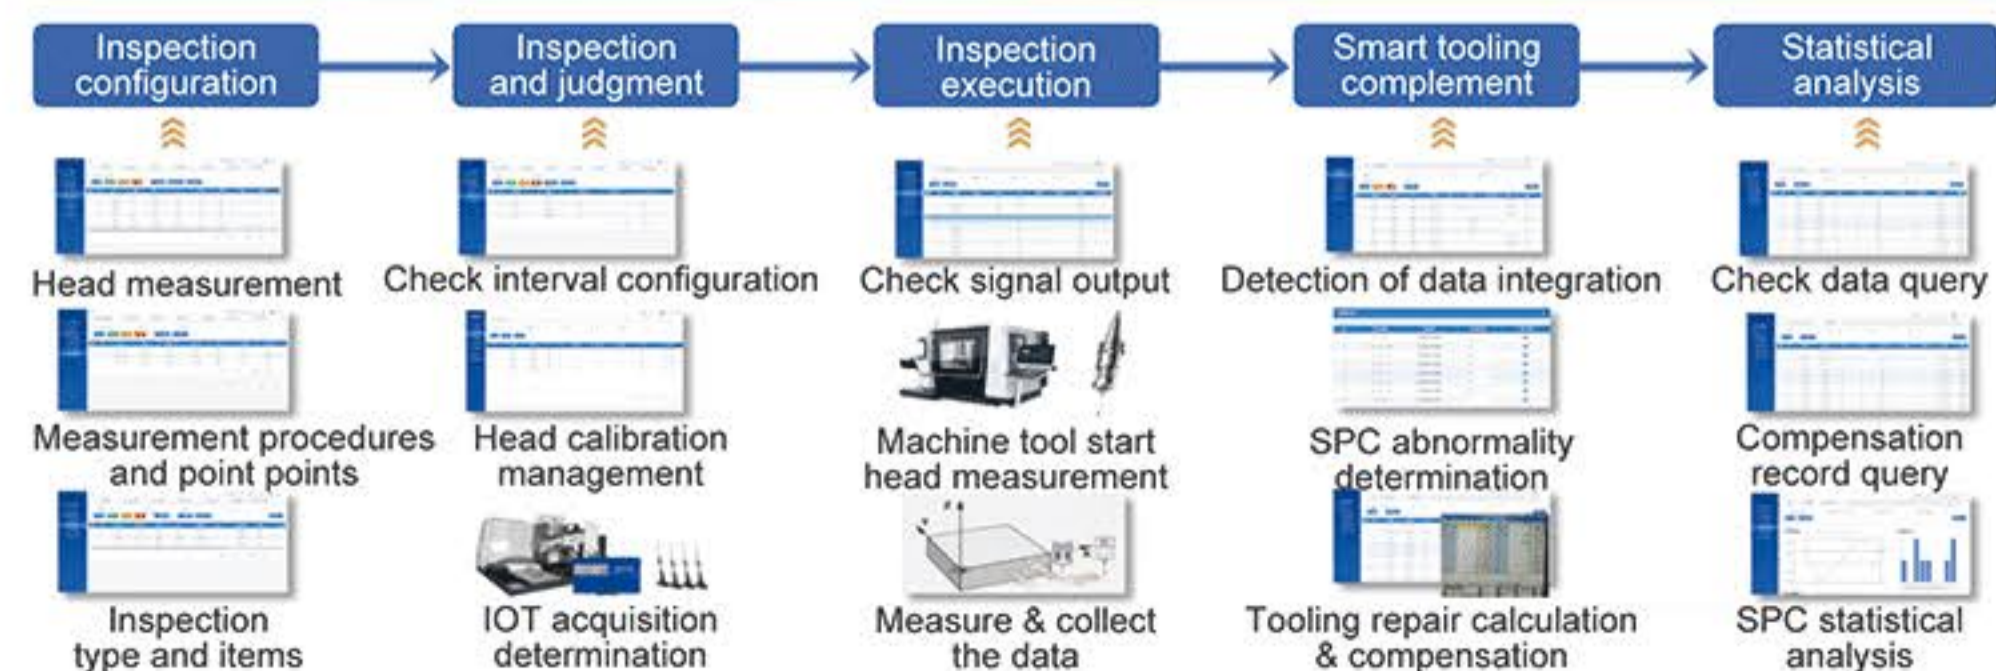 Inspection
configuration
Inspection
and judgment
Inspection
execution
Smart tooling
complement
Statistical
analysis
Head measurement
Check interval configuration
Check signal output
Detection of data integration
Check data query
Measurement procedures
and point points
Head calibration
management
Machine tool start
head measurement
SPC abnormality
determination
Compensation
record query
Inspection
type and items
IOT acquisition
determination
Measure & collect
the data
Tooling repair calculation
& compensation
SPC statistical
analysis